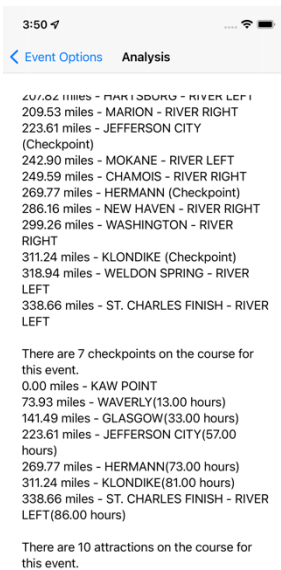 3:50
Event Options Analysis
207.82 miles - HARTSBURG - RIVER LEFT
209.53 miles - MARION - RIVER RIGHT
223.61 miles - JEFFERSON CITY
(Checkpoint)
242.90 miles - MOKANE - RIVER LEFT
249.59 miles - CHAMOIS - RIVER RIGHT
269.77 miles - HERMANN (Checkpoint)
286.16 miles - NEW HAVEN - RIVER RIGHT
299.26 miles - WASHINGTON - RIVER
RIGHT
311.24 miles - KLONDIKE (Checkpoint)
318.94 miles - WELDON SPRING - RIVER
LEFT
338.66 miles - ST. CHARLES FINISH - RIVER
LEFT
There are 7 checkpoints on the course for
this event.
0.00 miles - KAW POINT
73.93 miles - WAVERLY(13.00 hours)
141.49 miles - GLASGOW(33.00 hours)
223.61 miles - JEFFERSON CITY(57.00
hours)
269.77 miles - HERMANN(73.00 hours)
311.24 miles - KLONDIKE(81.00 hours)
338.66 miles - ST. CHARLES FINISH - RIVER
LEFT(86.00 hours)
There are 10 attractions on the course for
this event.